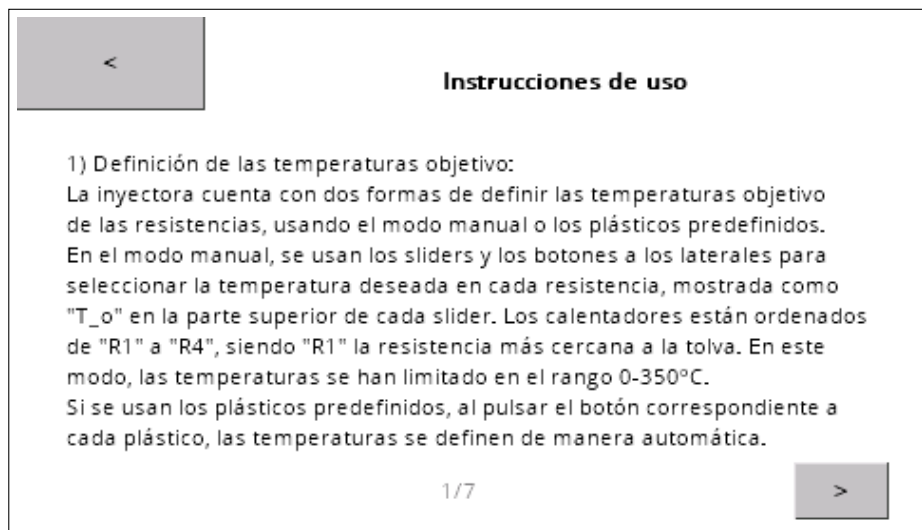 <
Instrucciones de uso
1) Definición de las temperaturas objetivo:
La inyectora cuenta con dos formas de definir las temperaturas objetivo
de las resistencias, usando el modo manual o los plásticos predefinidos.
En el modo manual, se usan los sliders y los botones a los laterales para
seleccionar la temperatura deseada en cada resistencia, mostrada como
"T_o" en la parte superior de cada slider. Los calentadores están ordenados
de "R1" a "R4", siendo "R1" la resistencia más cercana a la tolva. En este
modo, las temperaturas se han limitado en el rango 0-350ºC.
Si se usan los plásticos predefinidos, al pulsar el botón correspondiente a
cada plástico, las temperaturas se definen de manera automática.
1/7
>